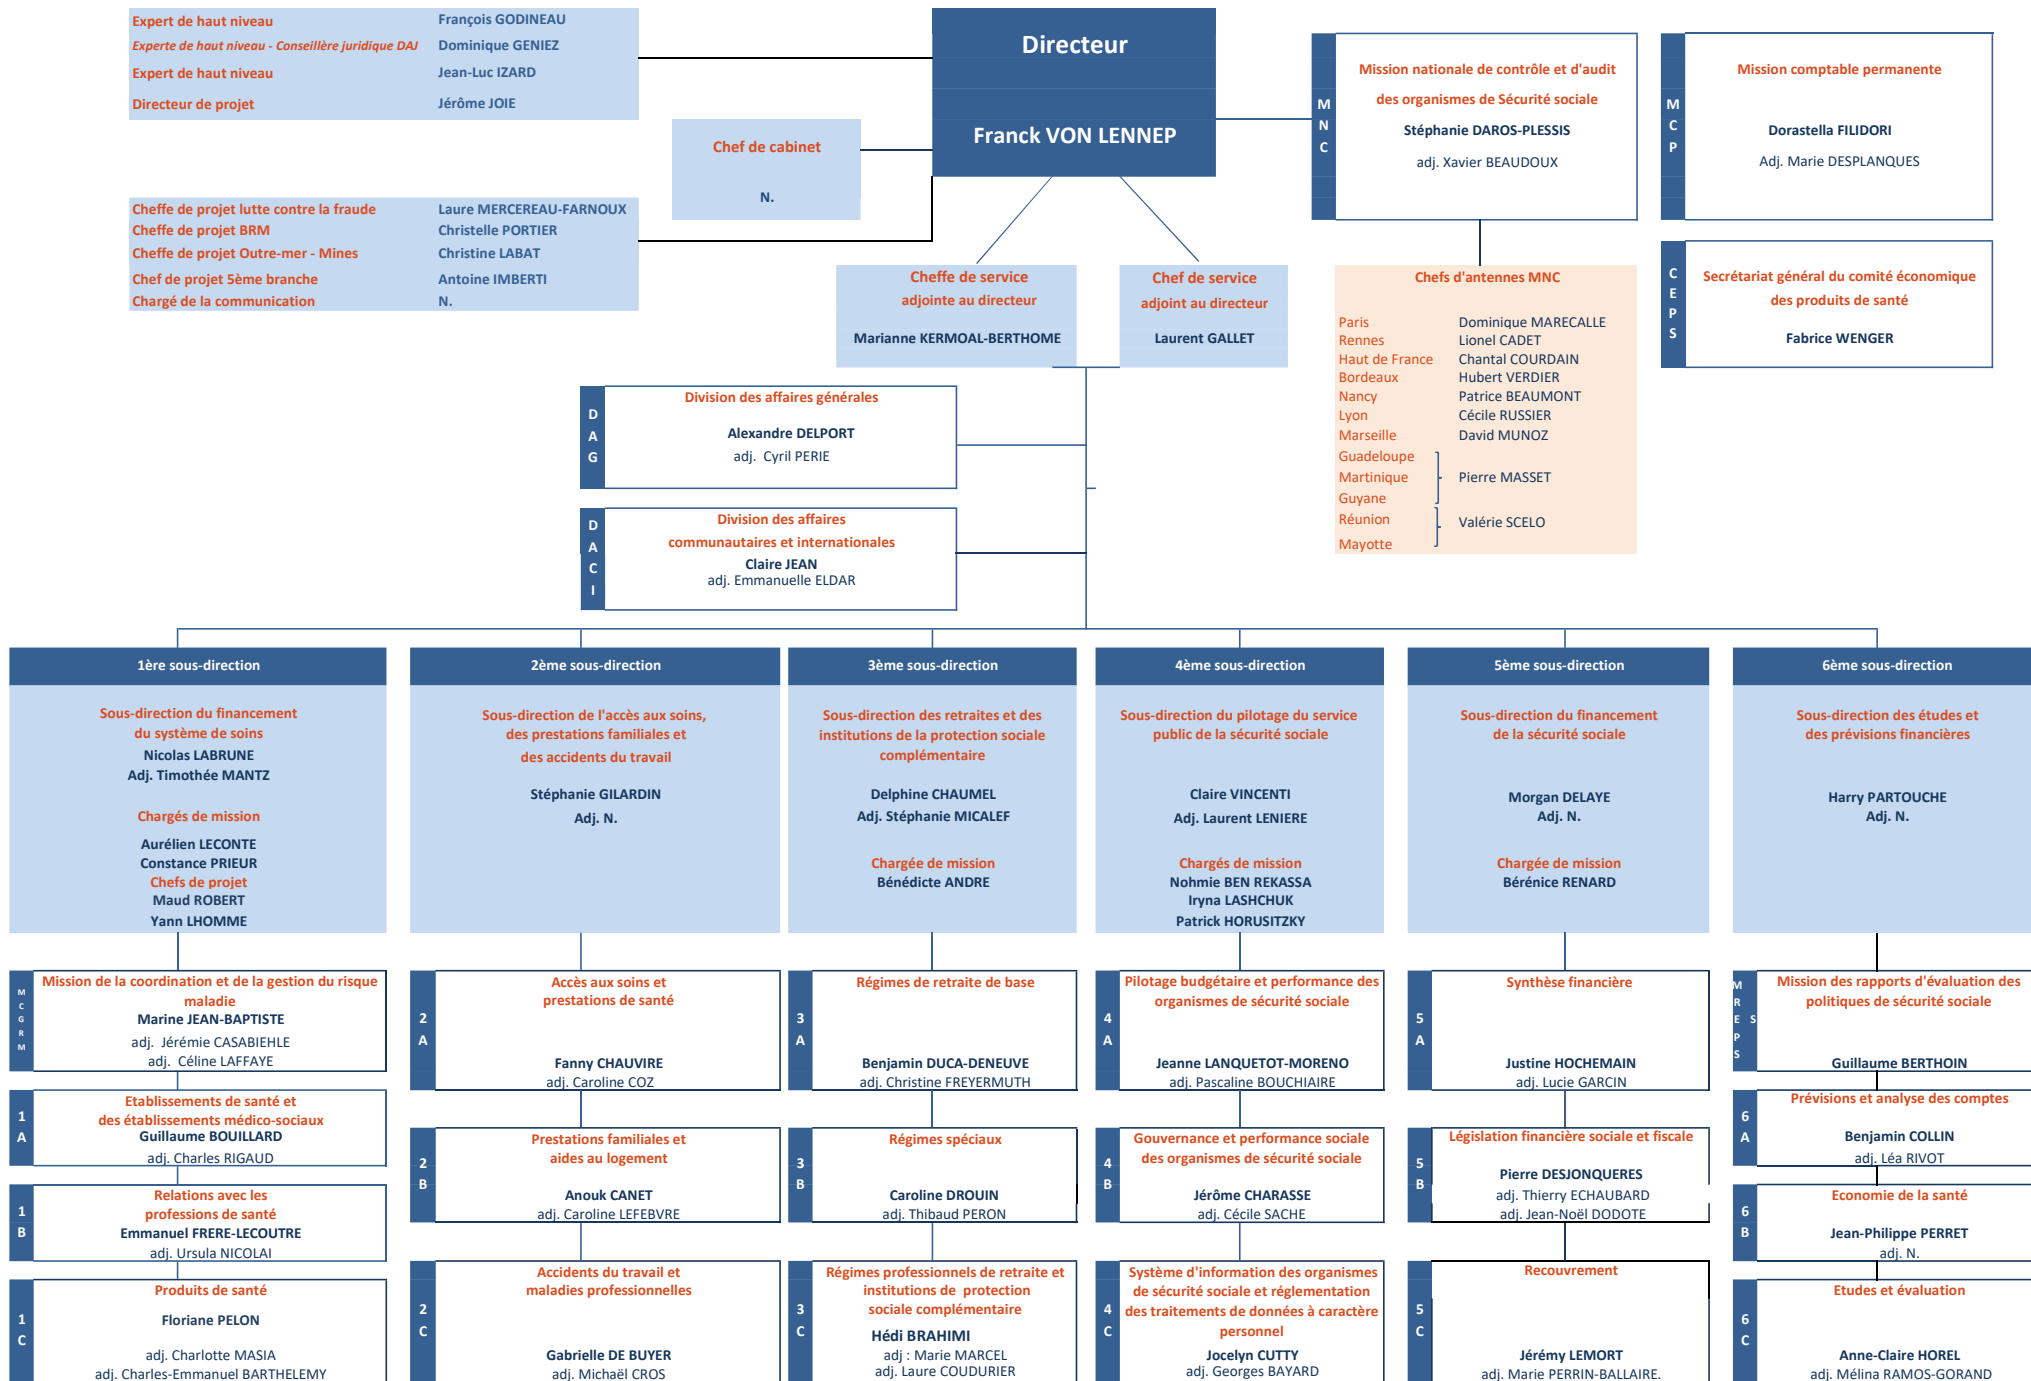 Expert de haut niveau François GODINEAU
Experte de haut niveau - Conseillère juridique DAJ Dominique GENIEZ
Expert de haut niveau Jean-Luc IZARD
Directeur de projet Jérôme JOIE
Directeur
Franck VON LENNEP
Chef de cabinet
N.
Cheffe de projet lutte contre la fraude Laure MERCEREAU-FARNOUX
Cheffe de projet BRM Christelle PORTIER
Cheffe de projet Outre-mer - Mines Christine LABAT
Chef de projet 5ème branche Antoine IMBERTI
Chargé de la communication N.
MNC
Mission nationale de contrôle et d'audit
des organismes de Sécurité sociale
Stéphanie DAROS-PLESSIS
adj. Xavier BEAUDOUX
MCP
Mission comptable permanente
Dorastella FILIDORI
Adj. Marie DESPLANQUES
CEPS
Secrétariat général du comité économique
des produits de santé
Fabrice WENGER
Cheffe de service
adjointe au directeur
Marianne KERMOAL-BERTHOME
Chef de service
adjoint au directeur
Laurent GALLET
Chefs d'antennes MNC
Paris Dominique MARECALLE
Rennes Lionel CADET
Haut de France Chantal COURDAIN
Bordeaux Hubert VERDIER
Nancy Patrice BEAUMONT
Lyon Cécile RUSSIER
Marseille David MUNOZ
Guadeloupe
Martinique Pierre MASSET
Guyane
Réunion Valérie SCELO
Mayotte
DAG
Division des affaires générales
Alexandre DELPORT
adj. Cyril PERIE
DACI
Division des affaires
communautaires et internationales
Claire JEAN
adj. Emmanuelle ELDAR
1ère sous-direction
Sous-direction du financement
du système de soins
Nicolas LABRUNE
Adj. Timothée MANTZ
Chargés de mission
Aurélien LECONTE
Constance PRIEUR
Chefs de projet
Maud ROBERT
Yann LHOMME
MCGRM
Mission de la coordination et de la gestion du risque
maladie
Marine JEAN-BAPTISTE
adj. Jérémie CASABIEHLE
adj. Céline LAFFAYE
1A
Etablissements de santé et
des établissements médico-sociaux
Guillaume BOUILLARD
adj. Charles RIGAUD
1B
Relations avec les
professions de santé
Emmanuel FRERE-LECOUTRE
adj. Ursula NICOLAI
1C
Produits de santé
Floriane PELON
adj. Charlotte MASIA
adj. Charles-Emmanuel BARTHELEMY
2ème sous-direction
Sous-direction de l'accès aux soins,
des prestations familiales et
des accidents du travail
Stéphanie GILARDIN
Adj. N.
2A
Accès aux soins et
prestations de santé
Fanny CHAUVIRE
adj. Caroline COZ
2B
Prestations familiales et
aides au logement
Anouk CANET
adj. Caroline LEFEBVRE
2C
Accidents du travail et
maladies professionnelles
Gabrielle DE BUYER
adj. Michaël CROS
3ème sous-direction
Sous-direction des retraites et des
institutions de la protection sociale
complémentaire
Delphine CHAUMEL
Adj. Stéphanie MICALEF
Chargée de mission
Bénédicte ANDRE
3A
Régimes de retraite de base
Benjamin DUCA-DENEUVE
adj. Christine FREYERMUTH
3B
Régimes spéciaux
Caroline DROUIN
adj. Thibaud PERON
3C
Régimes professionnels de retraite et
institutions de protection
sociale complémentaire
Hédi BRAHIMI
adj : Marie MARCEL
adj. Laure COUDURIER
4ème sous-direction
Sous-direction du pilotage du service
public de la sécurité sociale
Claire VINCENTI
Adj. Laurent LENIERE
Chargés de mission
Nohmie BEN REKASSA
Iryna LASHCHUK
Patrick HORUSITZKY
4A
Pilotage budgétaire et performance des
organismes de sécurité sociale
Jeanne LANQUETOT-MORENO
adj. Pascaline BOUCHIAIRE
4B
Gouvernance et performance sociale
des organismes de sécurité sociale
Jérôme CHARASSE
adj. Cécile SACHE
4C
Système d'information des organismes
de sécurité sociale et réglementation
des traitements de données à caractère
personnel
Jocelyn CUTTY
adj. Georges BAYARD
5ème sous-direction
Sous-direction du financement
de la sécurité sociale
Morgan DELAYE
Adj. N.
Chargée de mission
Bérénice RENARD
5A
Synthèse financière
Justine HOCHEMAIN
adj. Lucie GARCIN
5B
Législation financière sociale et fiscale
Pierre DESJONQUERES
adj. Thierry ECHAUBARD
adj. Jean-Noël DODOTE
5C
Recouvrement
Jérémy LEMORT
adj. Marie PERRIN-BALLAIRE.
6ème sous-direction
Sous-direction des études et
des prévisions financières
Harry PARTOUCHE
Adj. N.
MREPSS
Mission des rapports d'évaluation des
politiques de sécurité sociale
Guillaume BERTHOIN
6A
Prévisions et analyse des comptes
Benjamin COLLIN
adj. Léa RIVOT
6B
Economie de la santé
Jean-Philippe PERRET
adj. N.
6C
Etudes et évaluation
Anne-Claire HOREL
adj. Mélina RAMOS-GORAND